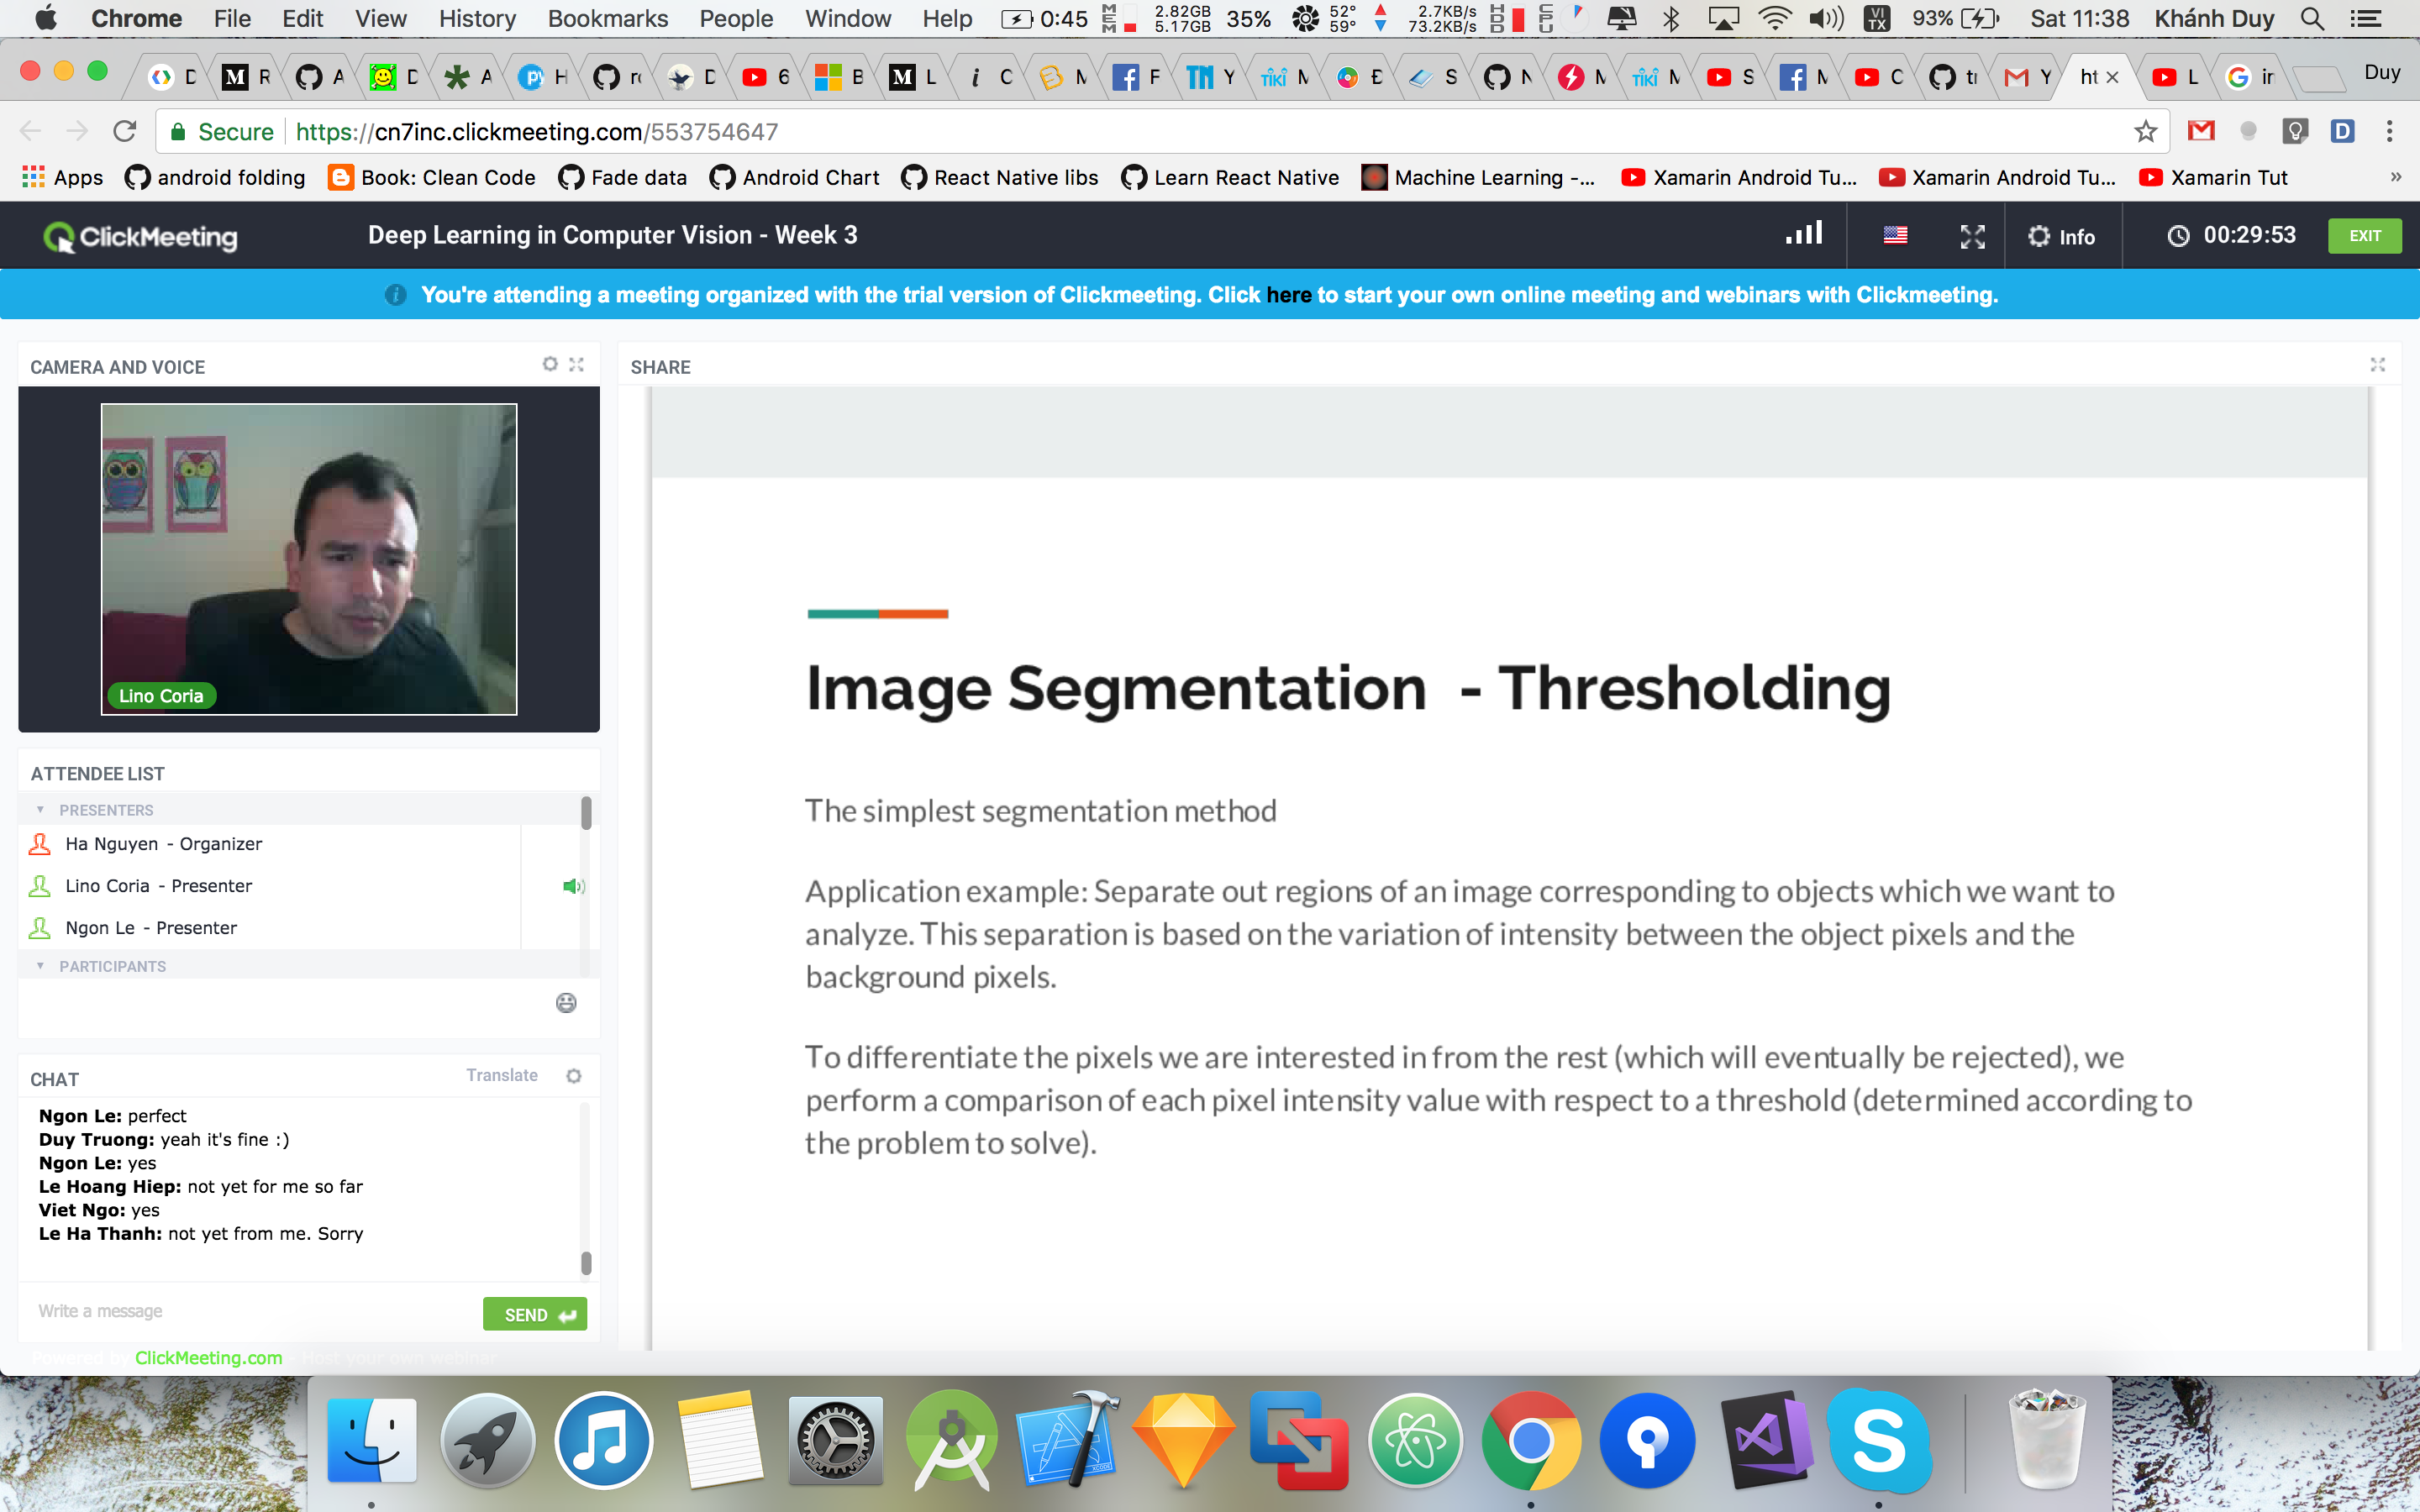 Chrome File Edit View History Bookmarks People Window Help 0:45 MEM 2.82GB 5.17GB 35% 52° 59° 2.7KB/s 73.2KB/s HDD CPU VI TX 93% Sat 11:38 Khánh Duy
D M R A D A H D 6 B M L i C M F TN Y TIKI M Đ S N M TIKI M S M C Y ht L Duy
Secure https://cn7inc.clickmeeting.com/553754647 D
Apps android folding Book: Clean Code Fade data Android Chart React Native libs Learn React Native Machine Learning -... Xamarin Android Tu... Xamarin Android Tu... Xamarin Tut »
ClickMeeting Deep Learning in Computer Vision - Week 3 Info 00:29:53 EXIT
You're attending a meeting organized with the trial version of Clickmeeting. Click here to start your own online meeting and webinars with Clickmeeting.
CAMERA AND VOICE
Lino Coria
ATTENDEE LIST
PRESENTERS
Ha Nguyen - Organizer
Lino Coria - Presenter
Ngon Le - Presenter
PARTICIPANTS
CHAT Translate
Ngon Le: perfect
Duy Truong: yeah it's fine :)
Ngon Le: yes
Le Hoang Hiep: not yet for me so far
Viet Ngo: yes
Le Ha Thanh: not yet from me. Sorry
Write a message SEND
Powered by ClickMeeting.com Host your own webinar
SHARE
Image Segmentation - Thresholding
The simplest segmentation method
Application example: Separate out regions of an image corresponding to objects which we want to
analyze. This separation is based on the variation of intensity between the object pixels and the
background pixels.
To differentiate the pixels we are interested in from the rest (which will eventually be rejected), we
perform a comparison of each pixel intensity value with respect to a threshold (determined according to
the problem to solve).